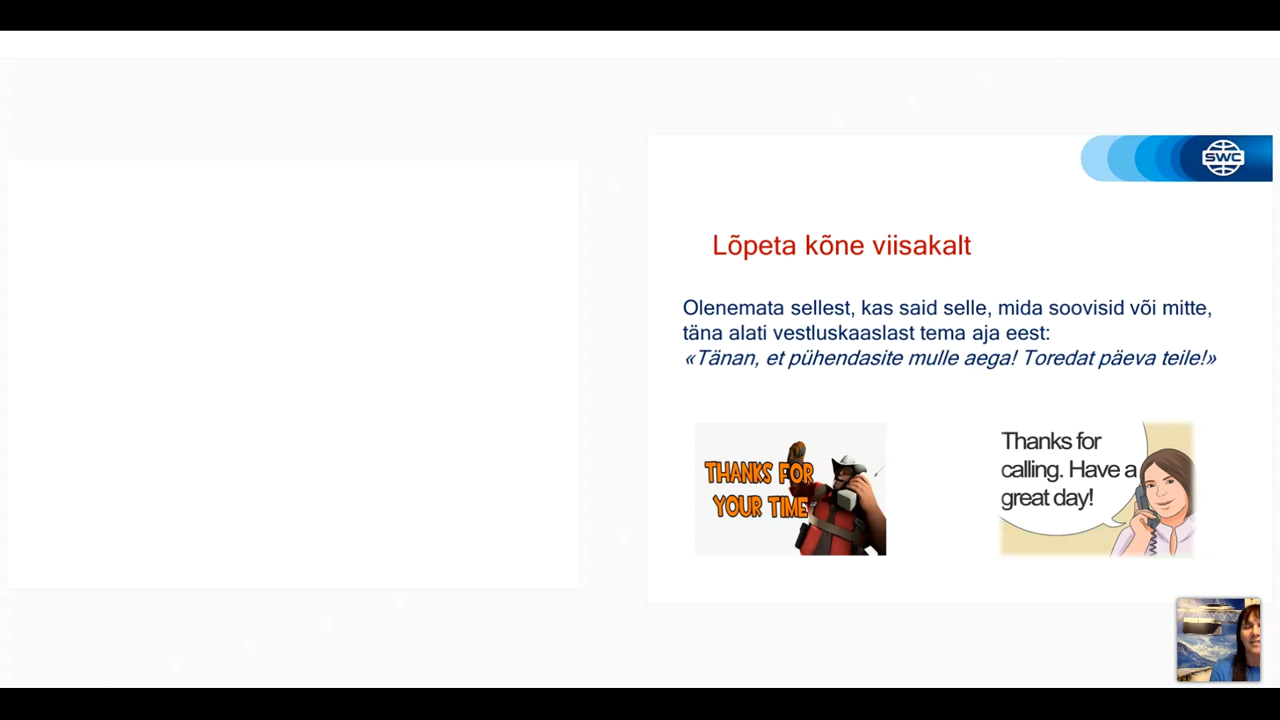 SWC
Lõpeta kõne viisakalt
Olenemata sellest, kas said selle, mida soovisid või mitte,
täna alati vestluskaaslast tema aja eest:
«Tänan, et pühendasite mulle aega! Toredat päeva teile!»
THANKS FOR
YOUR TIME
Thanks for
calling. Have a
great day!